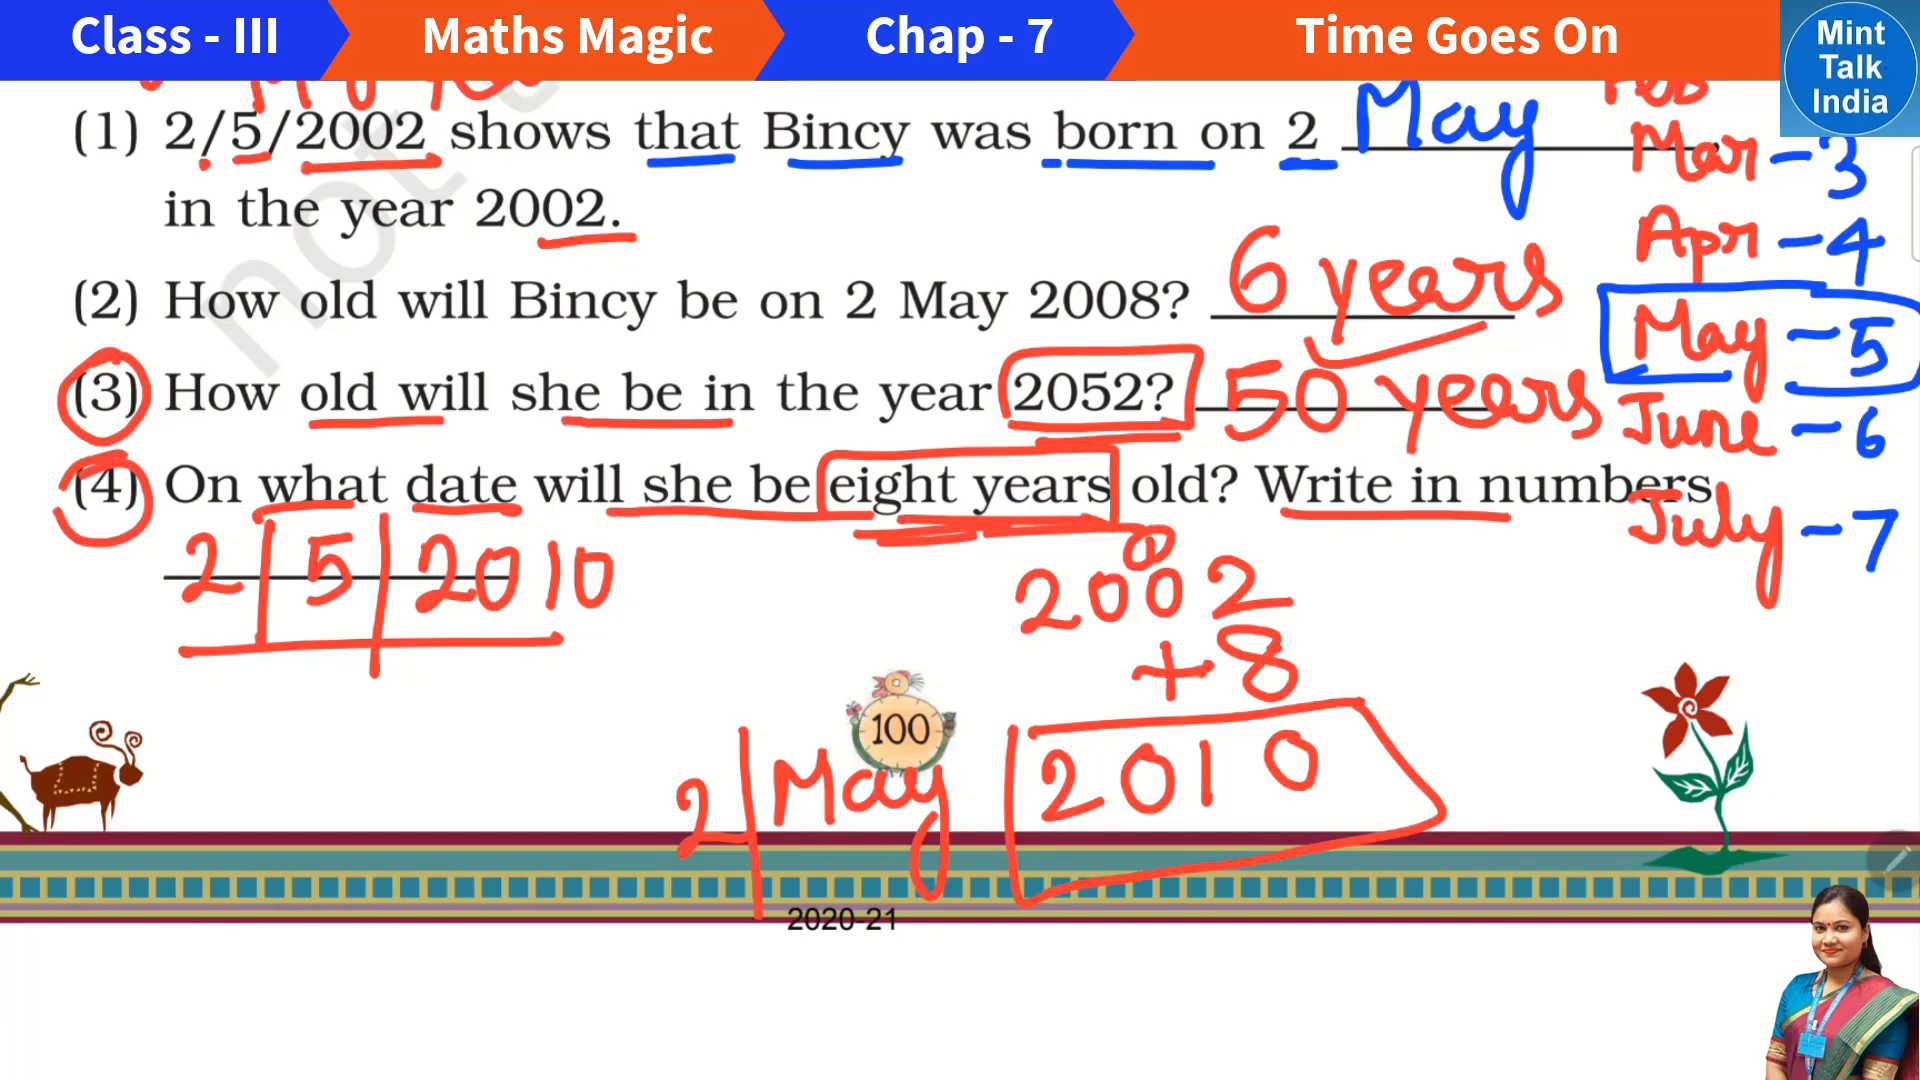 Class - III Maths Magic Chap - 7 Time Goes On
Mint
Talk
India
(1) 2/5/2002 shows that Bincy was born on 2 May
in the year 2002.
(2) How old will Bincy be on 2 May 2008? 6 years
(3) How old will she be in the year 2052? 50 years
(4) On what date will she be eight years old? Write in numbers
2 | 5 | 2010
Feb
Mar - 3
Apr - 4
May - 5
June - 6
July - 7
2002
+ 8
2 | May | 2010
100
2020-21